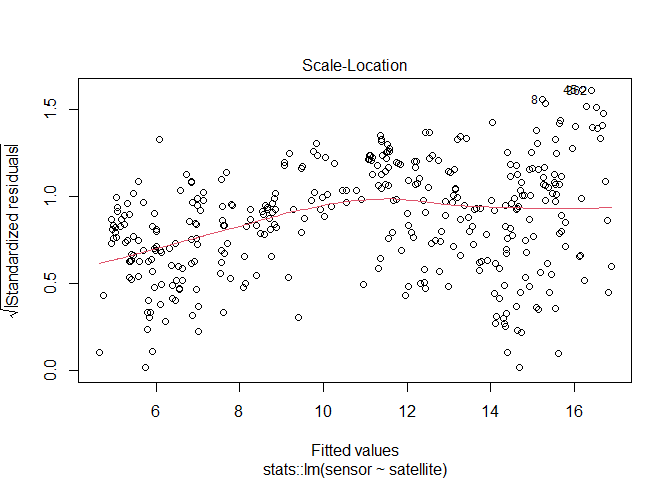 Scale-Location
√|Standardized residuals|
0.0 0.5 1.0 1.5
8
362
6 8 10 12 14 16
Fitted values
stats::lm(sensor ~ satellite)